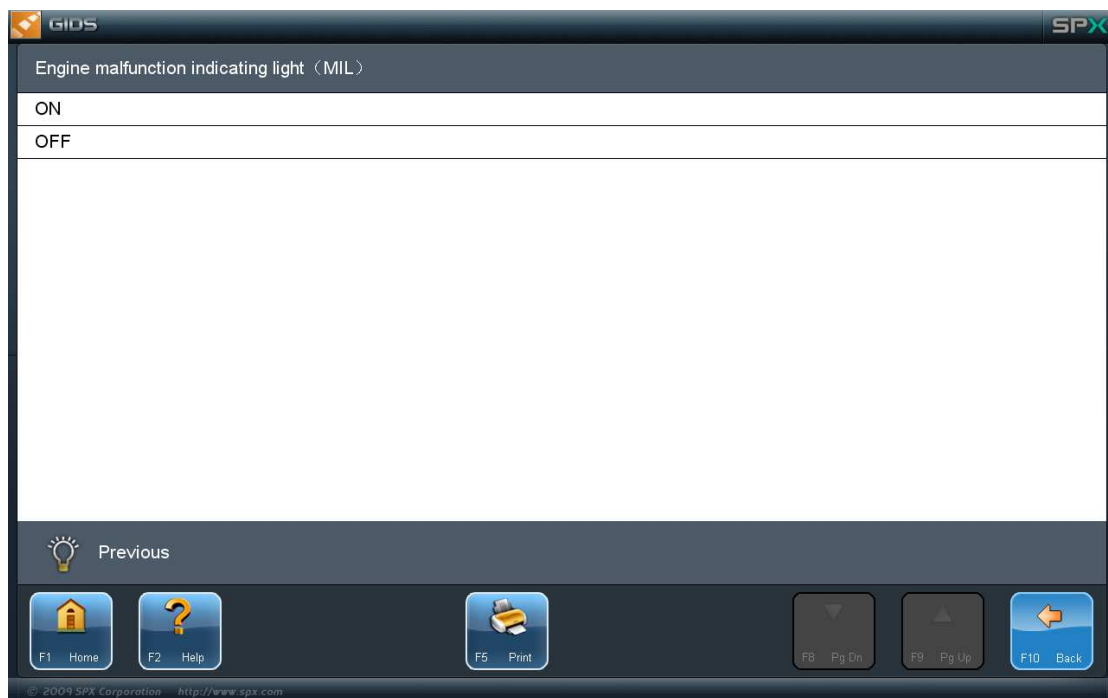 GIDS SPX
Engine malfunction indicating light（MIL）
ON
OFF
Previous
F1 Home F2 Help F5 Print F8 Pg Dn F9 Pg Up F10 Back
© 2009 SPX Corporation http://www.spx.com